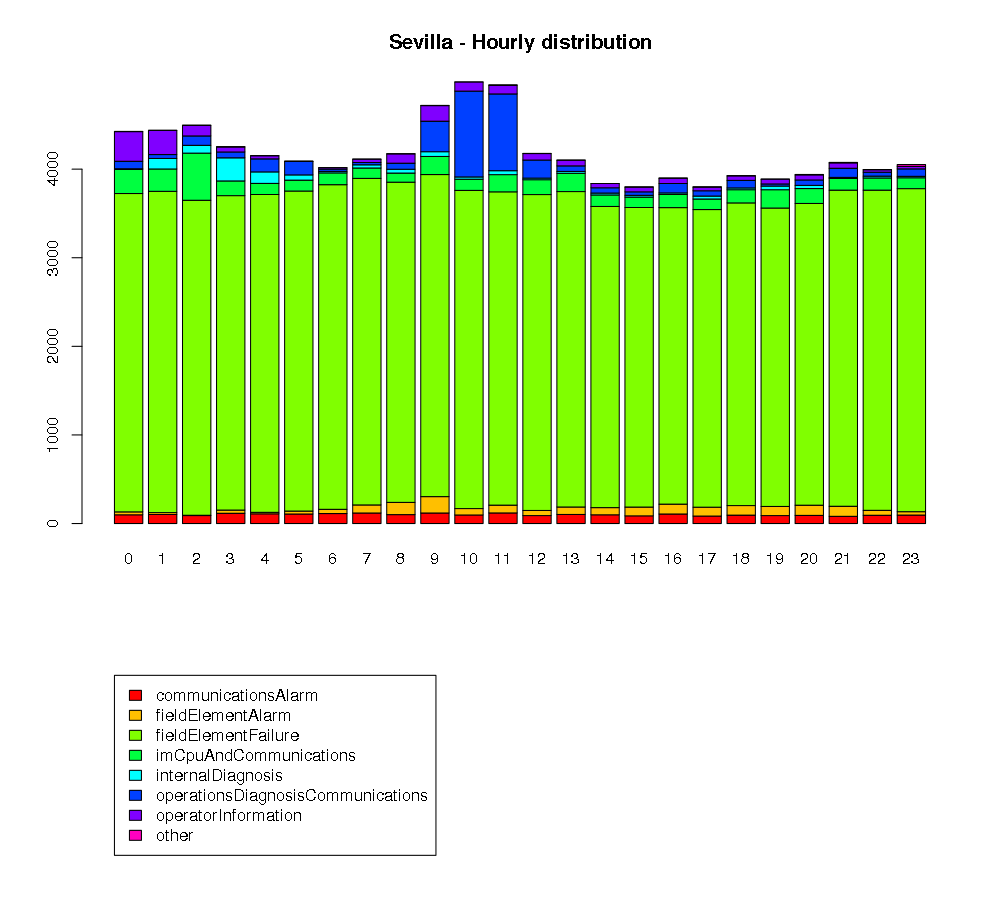 Sevilla - Hourly distribution
4000
3000
2000
1000
0
0 1 2 3 4 5 6 7 8 9 10 11 12 13 14 15 16 17 18 19 20 21 22 23
communicationsAlarm
fieldElementAlarm
fieldElementFailure
imCpuAndCommunications
internalDiagnosis
operationsDiagnosisCommunications
operatorInformation
other